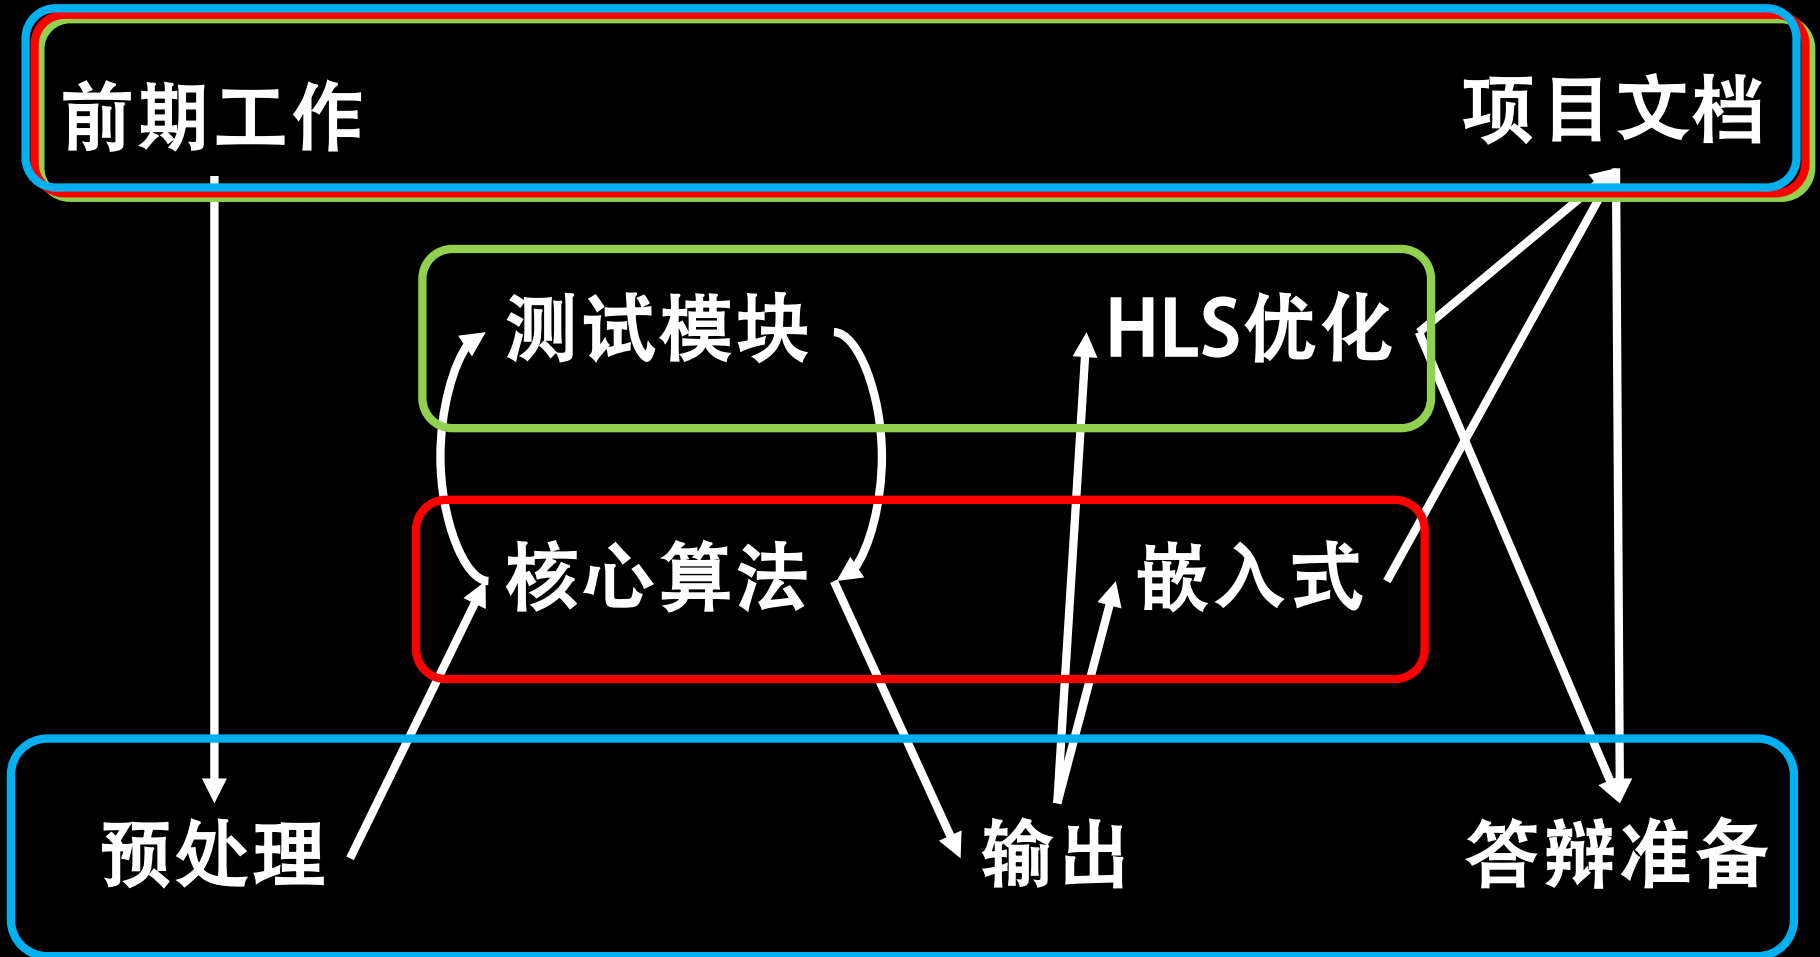 前期工作 项目文档
测试模块 HLS优化
核心算法 嵌入式
预处理 输出 答辩准备